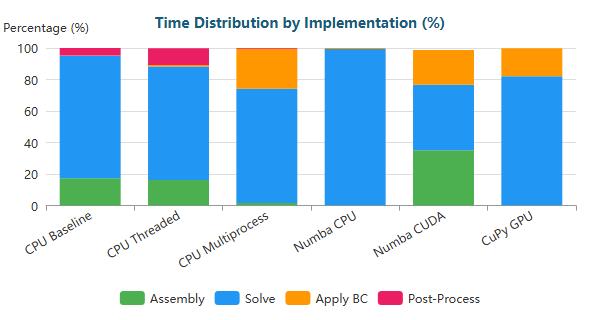 Time Distribution by Implementation (%)
Percentage (%)
100
80
60
40
20
0
CPU Baseline
CPU Threaded
CPU Multiprocess
Numba CPU
Numba CUDA
CuPy GPU
Assembly Solve Apply BC Post-Process